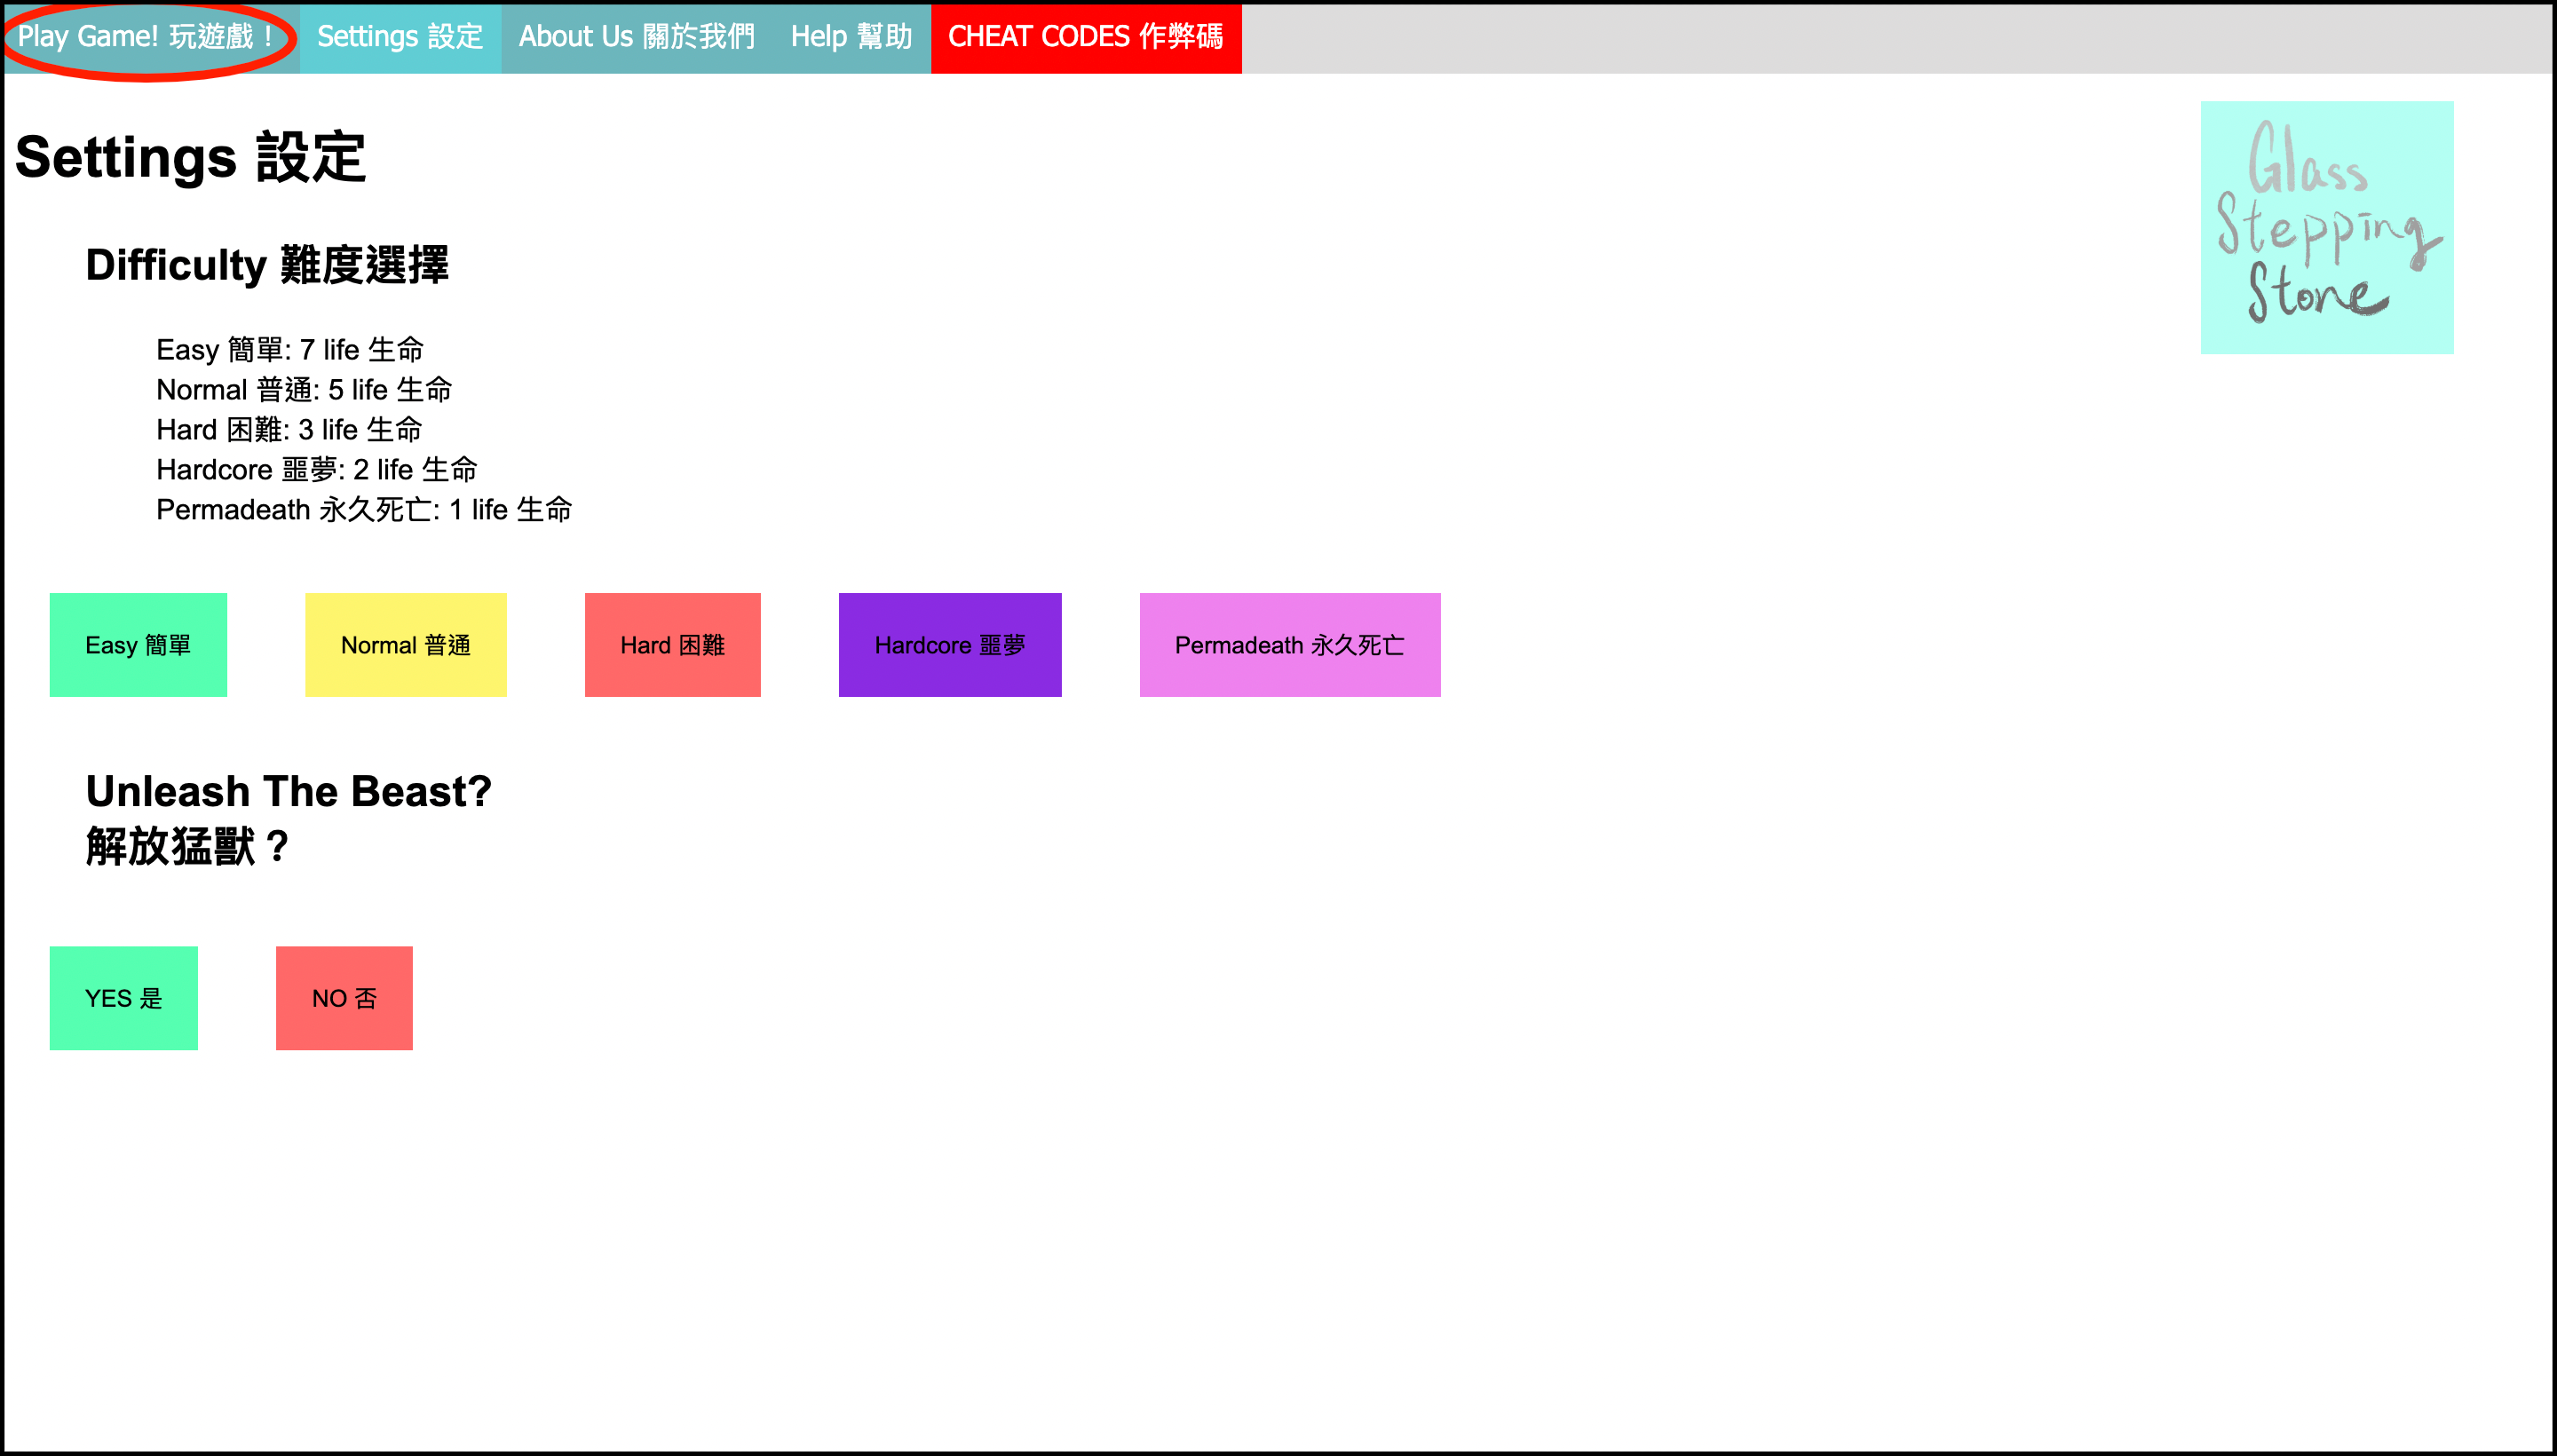 Play Game! 玩遊戲！ Settings 設定 About Us 關於我們 Help 幫助 CHEAT CODES 作弊碼
Settings 設定
Glass
Stepping
Stone
Difficulty 難度選擇
Easy 簡單: 7 life 生命
Normal 普通: 5 life 生命
Hard 困難: 3 life 生命
Hardcore 噩夢: 2 life 生命
Permadeath 永久死亡: 1 life 生命
Easy 簡單 Normal 普通 Hard 困難 Hardcore 噩夢 Permadeath 永久死亡
Unleash The Beast?
解放猛獸？
YES 是 NO 否